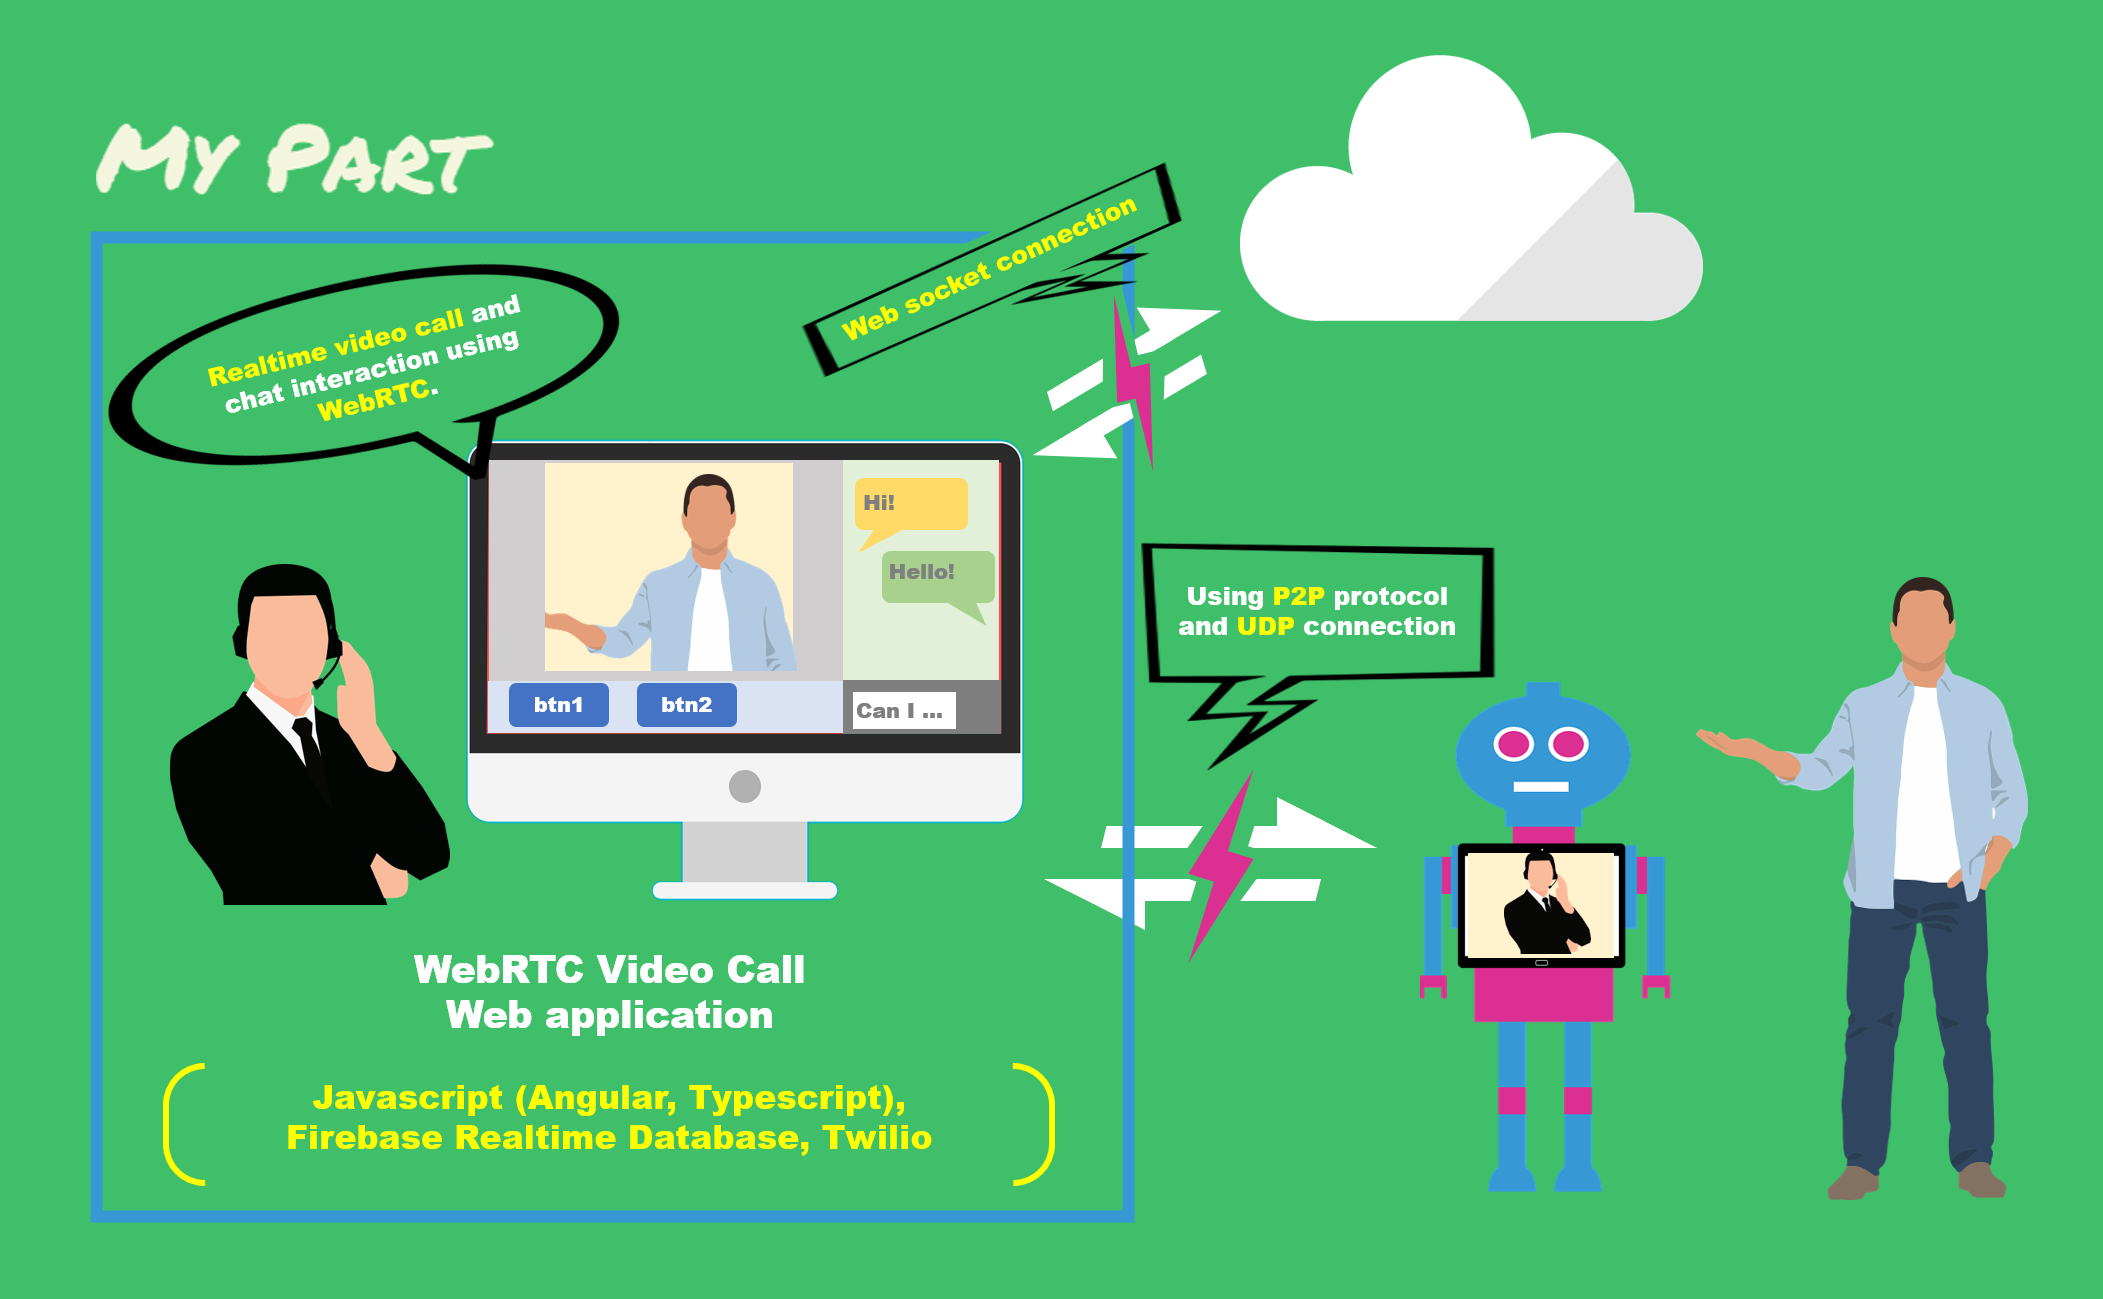 My Part
Web socket connection
Realtime video call and
chat interaction using
WebRTC.
Hi!
Hello!
btn1
btn2
Can I ...
Using P2P protocol
and UDP connection
WebRTC Video Call
Web application
Javascript (Angular, Typescript),
Firebase Realtime Database, Twilio